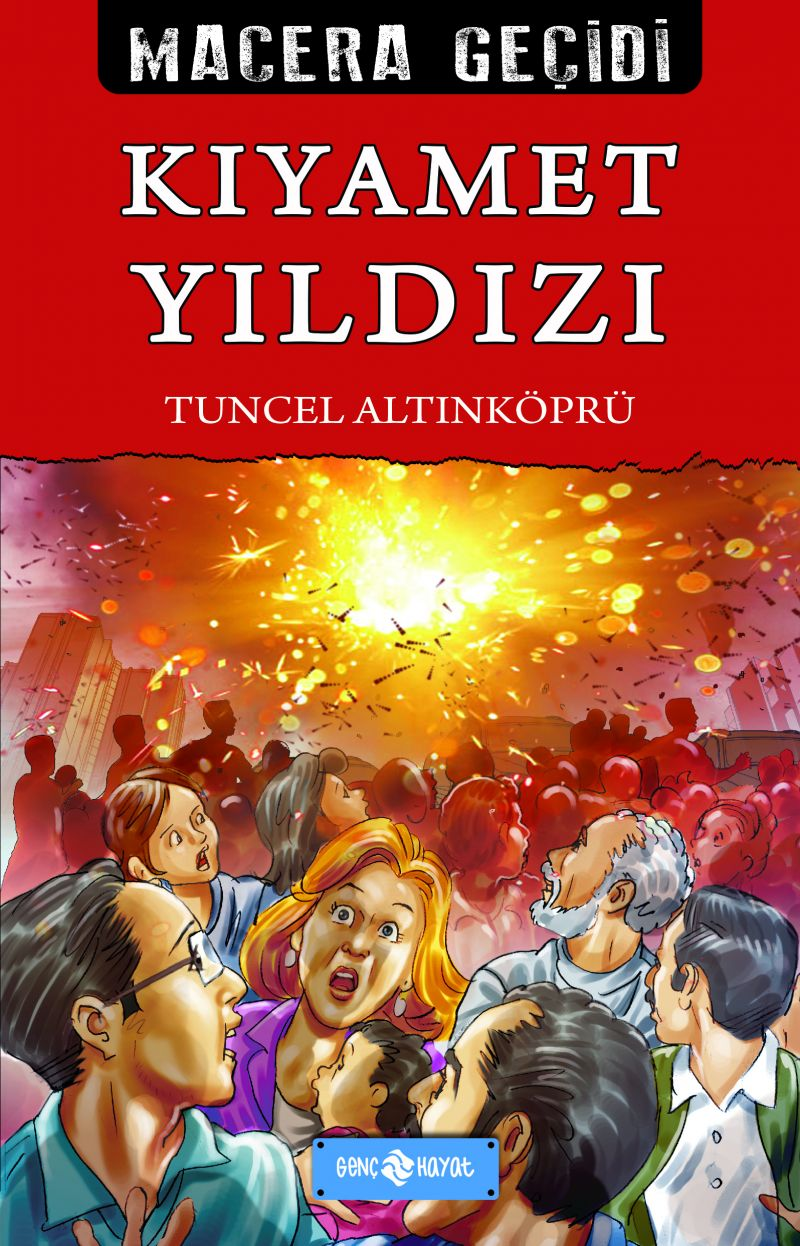 MACERA GEÇİDİ
KIYAMET
YILDIZI
TUNCEL ALTINKÖPRÜ
GENÇ HAYAT